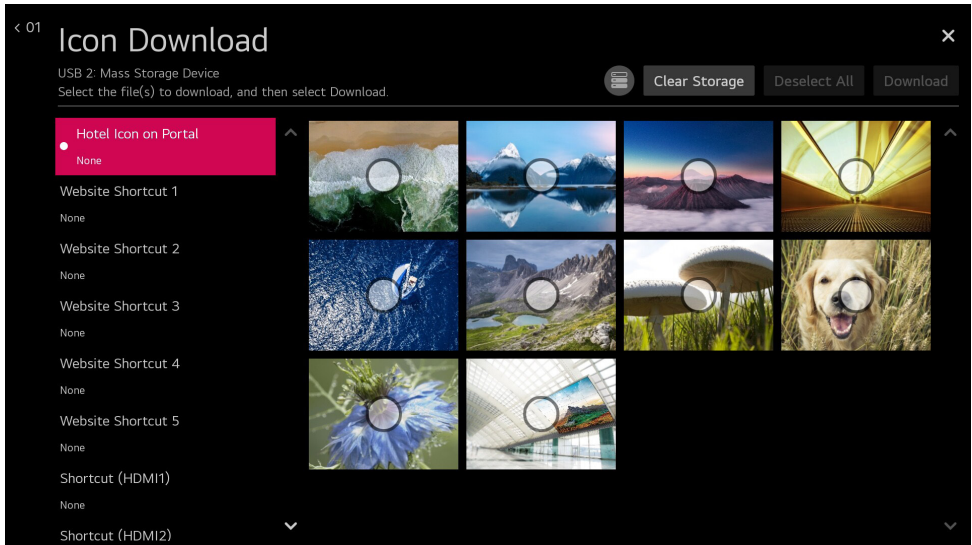 < 01
Icon Download
USB 2: Mass Storage Device
Select the file(s) to download, and then select Download.
Clear Storage
Deselect All
Download
Hotel Icon on Portal
None
Website Shortcut 1
None
Website Shortcut 2
None
Website Shortcut 3
None
Website Shortcut 4
None
Website Shortcut 5
None
Shortcut (HDMI1)
None
Shortcut (HDMI2)